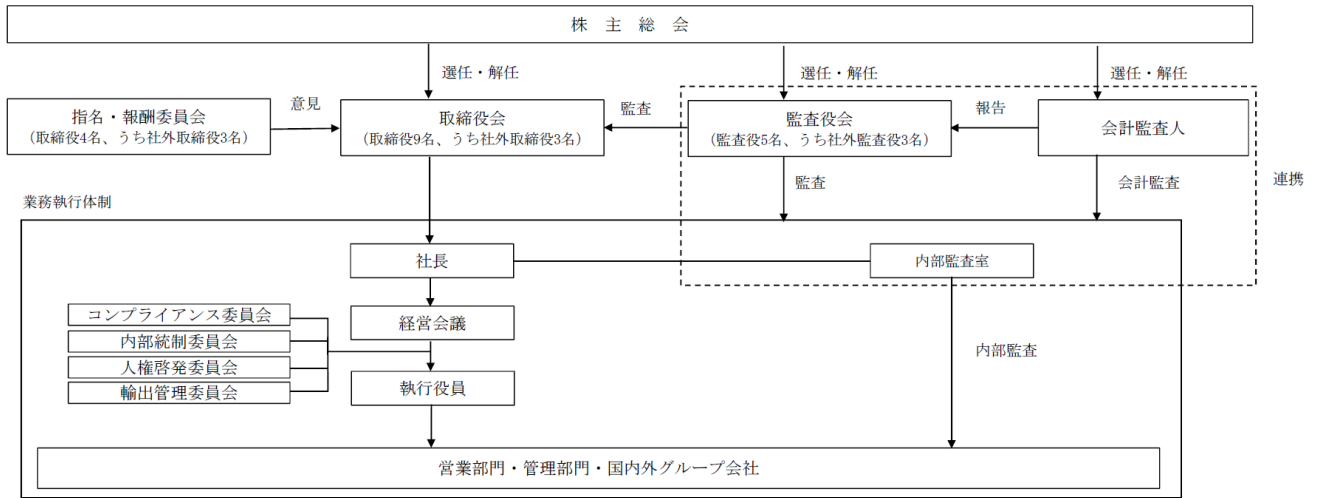 株 主 総 会
選任・解任
選任・解任
選任・解任
指名・報酬委員会
(取締役4名、うち社外取締役3名)
意見
取締役会
(取締役9名、うち社外取締役3名)
監査
監査役会
(監査役5名、うち社外監査役3名)
報告
会計監査人
連携
監査
会計監査
業務執行体制
社長
内部監査室
経営会議
コンプライアンス委員会
内部統制委員会
人権啓発委員会
輸出管理委員会
内部監査
執行役員
営業部門・管理部門・国内外グループ会社